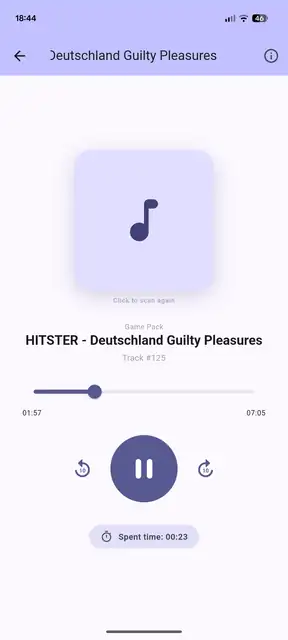 18:44
46
Deutschland Guilty Pleasures
Click to scan again
Game Pack
HITSTER - Deutschland Guilty Pleasures
Track #125
01:57
07:05
10
10
Spent time: 00:23